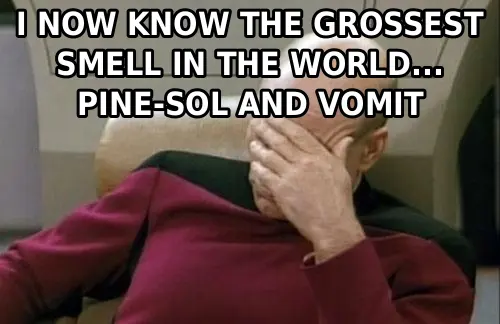 I NOW KNOW THE GROSSEST
SMELL IN THE WORLD...
PINE-SOL AND VOMIT